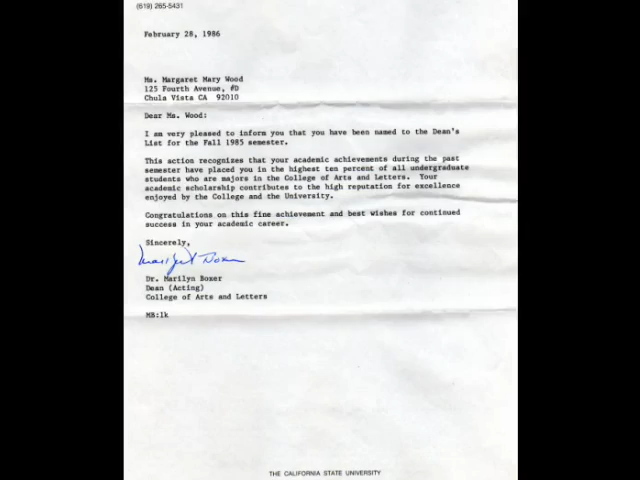 (619) 265-5431
February 28, 1986
Ms. Margaret Mary Wood
125 Fourth Avenue, #D
Chula Vista CA 92010
Dear Ms. Wood:
I am very pleased to inform you that you have been named to the Dean's
List for the Fall 1985 semester.
This action recognizes that your academic achievements during the past
semester have placed you in the highest ten percent of all undergraduate
students who are majors in the College of Arts and Letters. Your
academic scholarship contributes to the high reputation for excellence
enjoyed by the College and the University.
Congratulations on this fine achievement and best wishes for continued
success in your academic career.
Sincerely,
Dr. Marilyn Boxer
Dean (Acting)
College of Arts and Letters
MB:lk
THE CALIFORNIA STATE UNIVERSITY